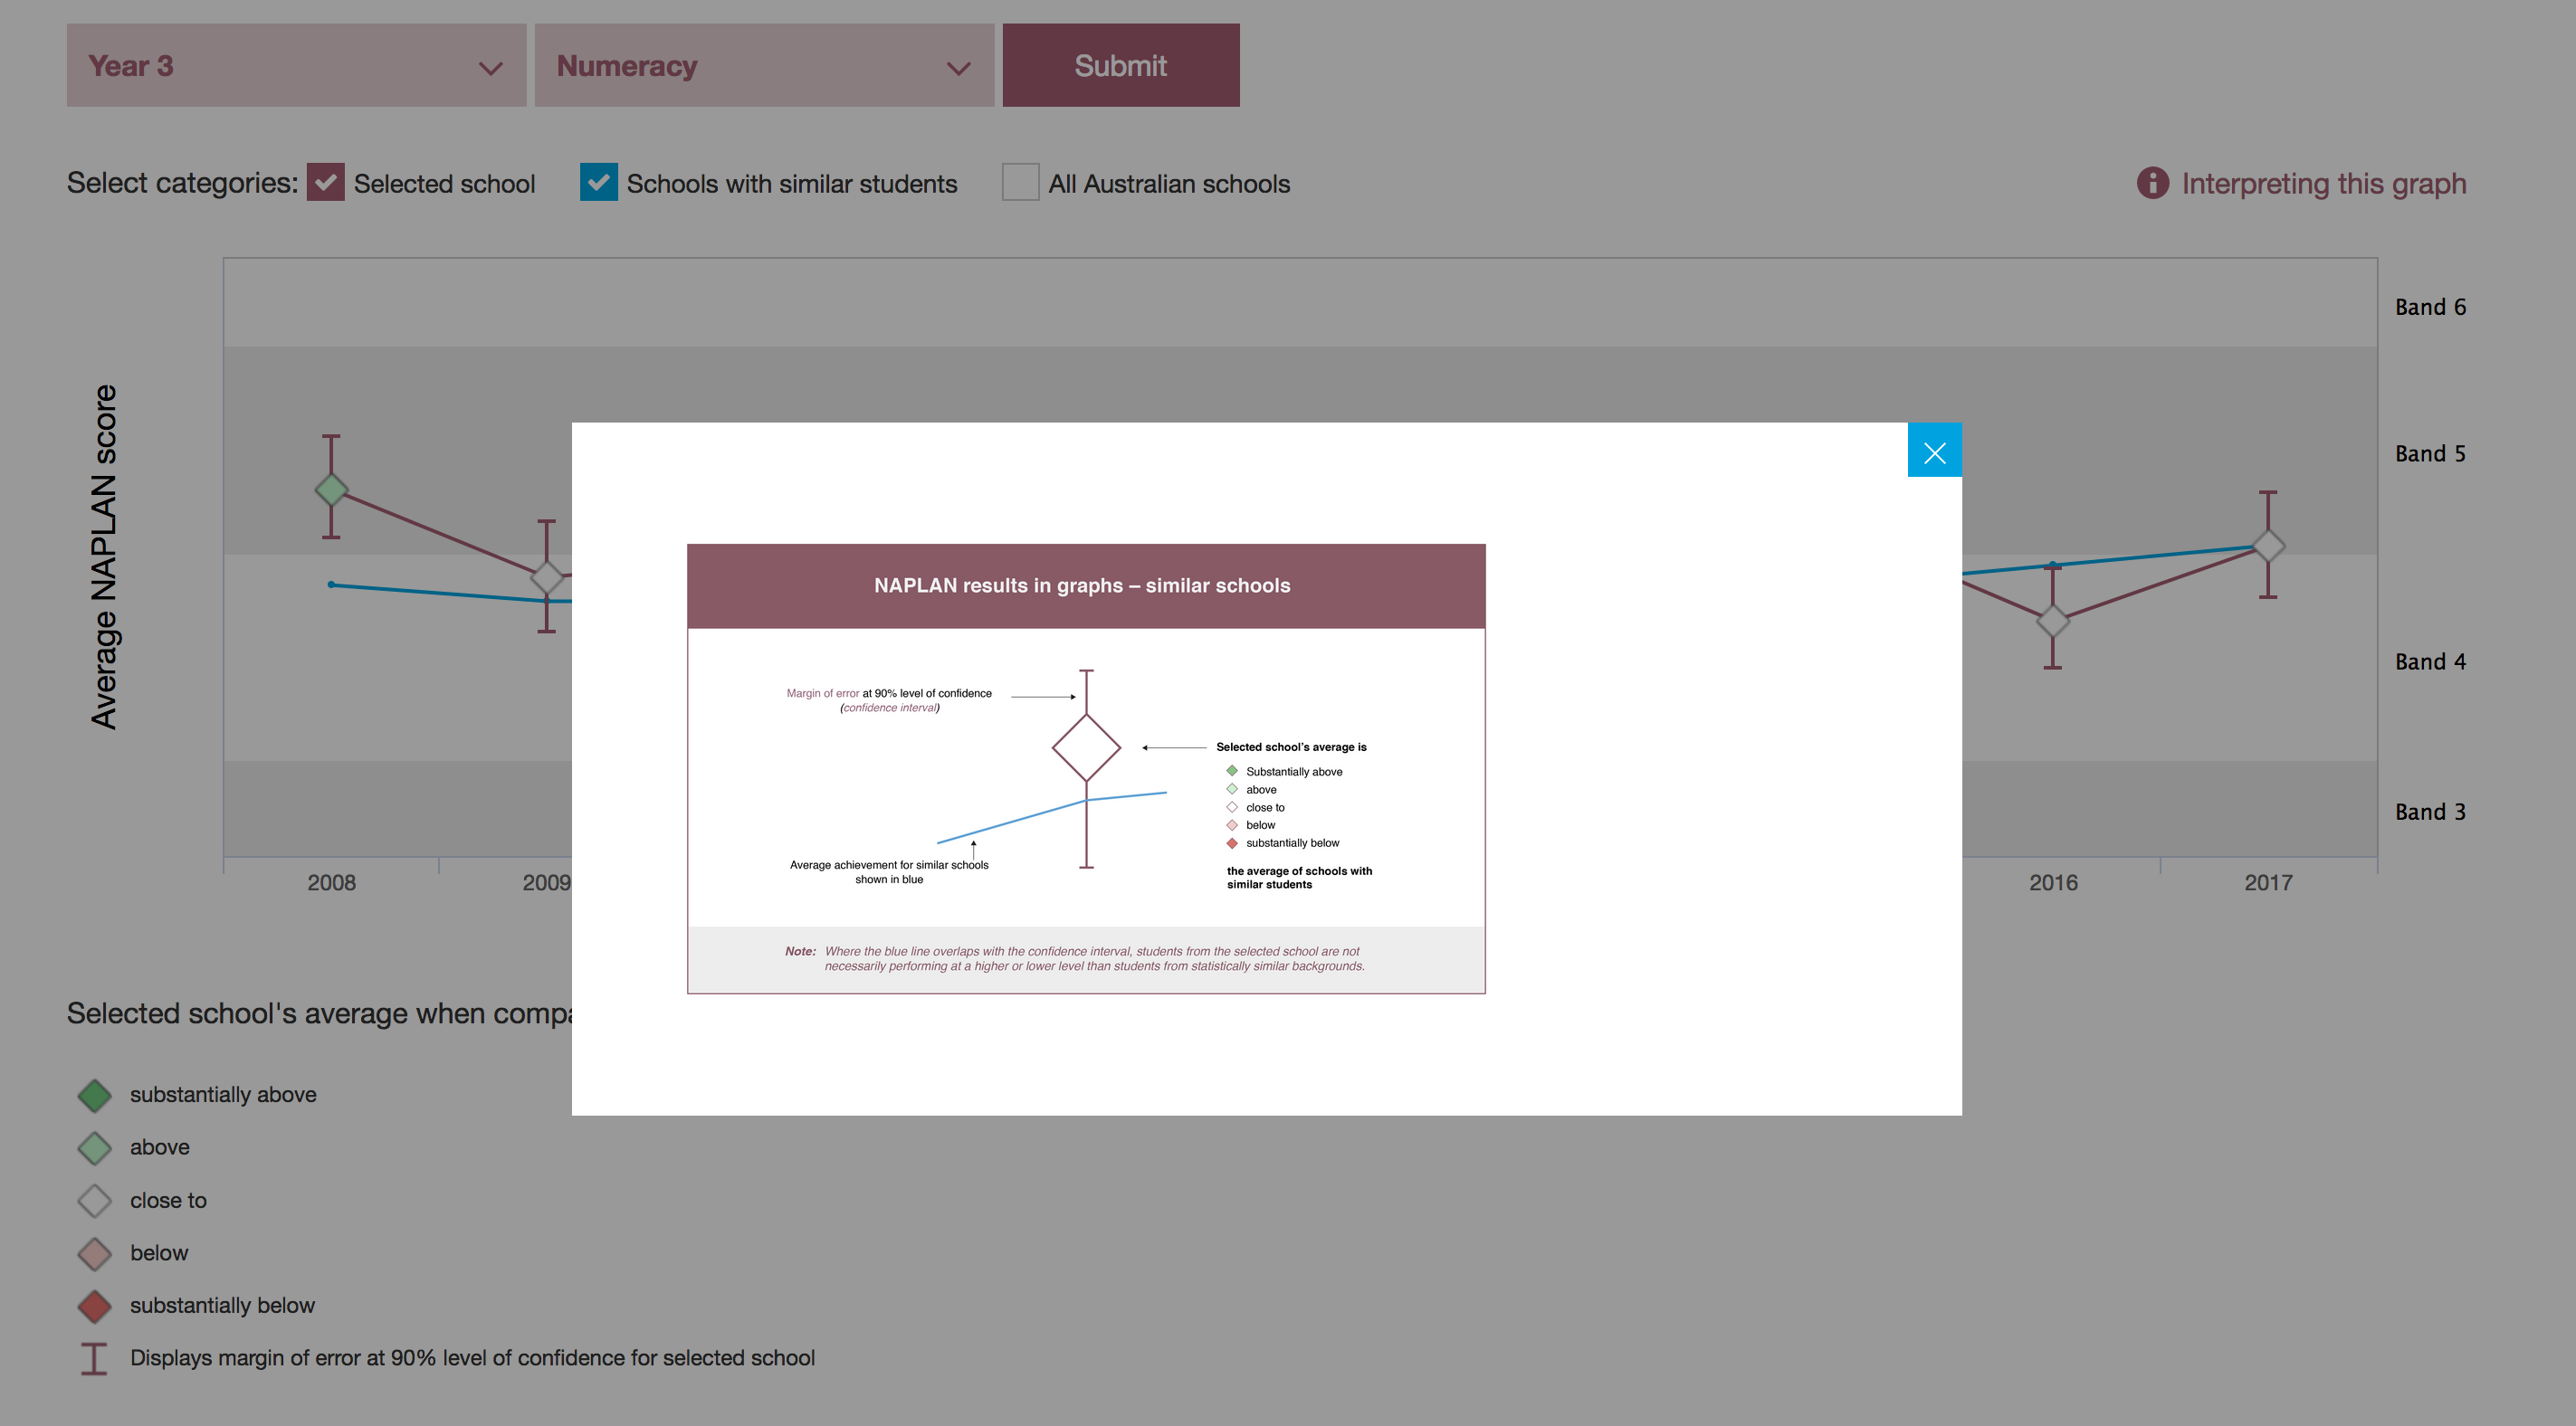 Year 3
Numeracy
Submit
Select categories:
Selected school
Schools with similar students
All Australian schools
Interpreting this graph
Average NAPLAN score
Band 6
Band 5
Band 4
Band 3
2008
2009
2016
2017
NAPLAN results in graphs – similar schools
Margin of error at 90% level of confidence
(confidence interval)
Selected school's average is
Substantially above
above
close to
below
substantially below
the average of schools with
similar students
Average achievement for similar schools
shown in blue
Note: Where the blue line overlaps with the confidence interval, students from the selected school are not
necessarily performing at a higher or lower level than students from statistically similar backgrounds.
Selected school's average when
substantially above
above
close to
below
substantially below
Displays margin of error at 90% level of confidence for selected school